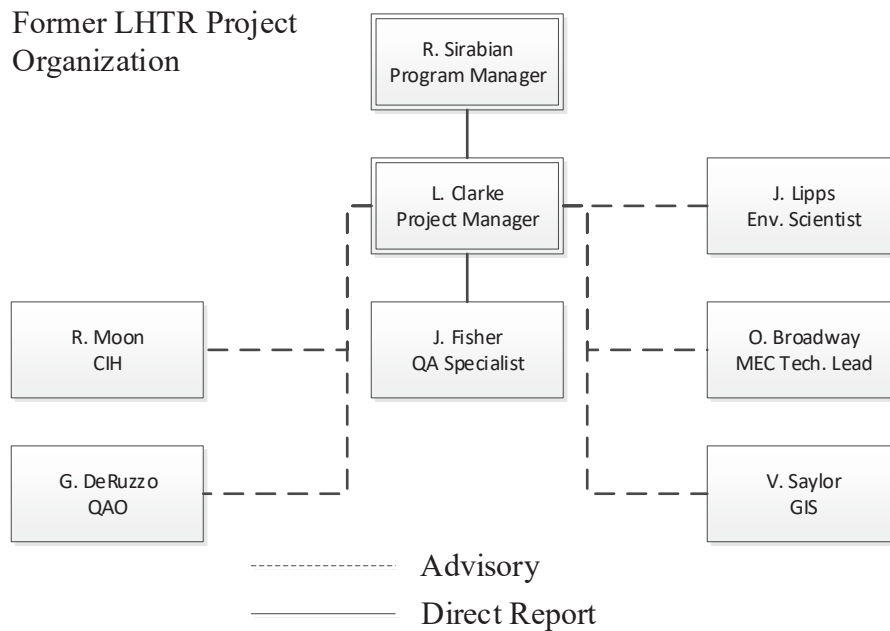 Former LHTR Project
Organization
R. Sirabian
Program Manager
L. Clarke
Project Manager
J. Lipps
Env. Scientist
R. Moon
CIH
J. Fisher
QA Specialist
O. Broadway
MEC Tech. Lead
G. DeRuzzo
QAO
V. Saylor
GIS
Advisory
Direct Report